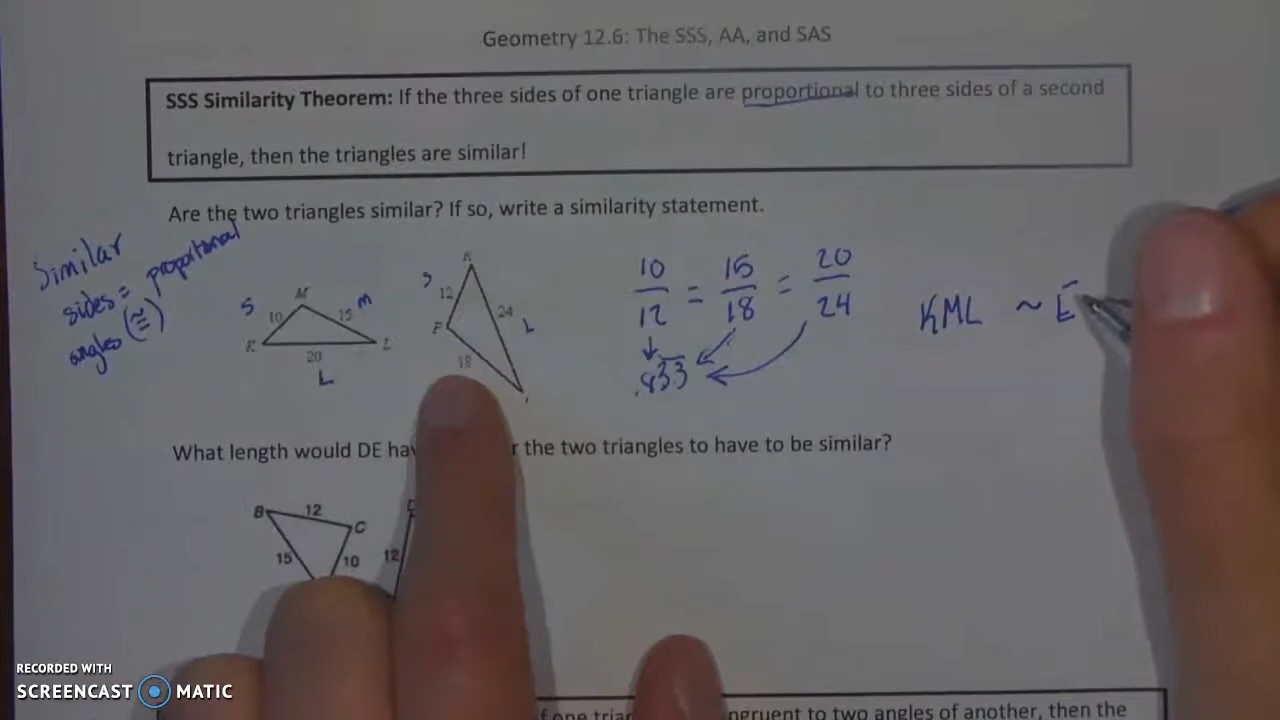 Geometry 12.6: The SSS, AA, and SAS
SSS Similarity Theorem: If the three sides of one triangle are proportional to three sides of a second
triangle, then the triangles are similar!
Are the two triangles similar? If so, write a similarity statement.
Similar
sides = proportional
angles (≅)
S
10
M
15
m
K
20
L
L
12
24
L
P
18
10/12 = 15/18 = 20/24
.833
KML ~
What length would DE
the two triangles to have to be similar?
B
12
C
15
10
12
RECORDED WITH
SCREENCAST MATIC
to two angles of another, then the